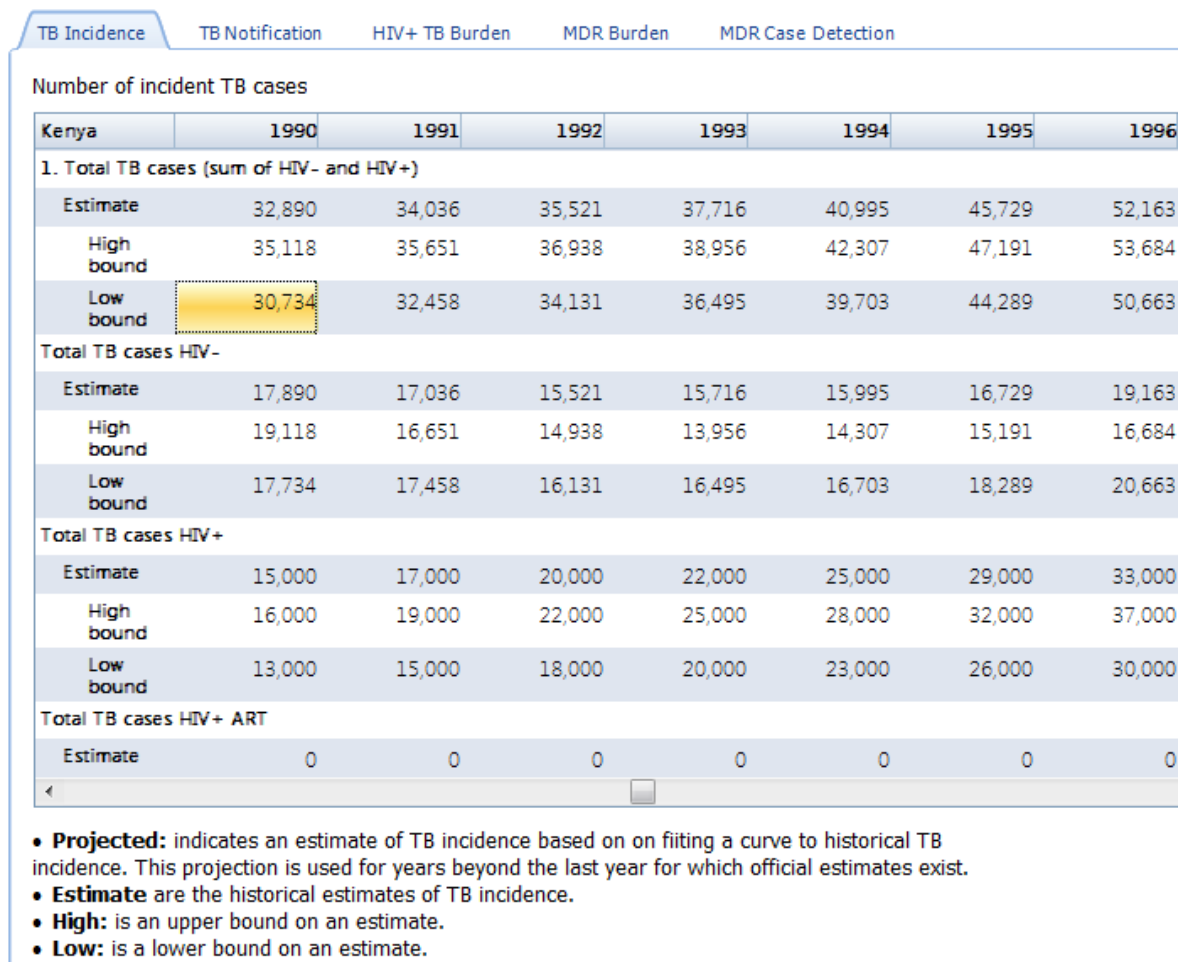 TB Incidence TB Notification HIV+ TB Burden MDR Burden MDR Case Detection
Number of incident TB cases
Kenya 1990 1991 1992 1993 1994 1995 1996
1. Total TB cases (sum of HIV- and HIV+)
Estimate 32,890 34,036 35,521 37,716 40,995 45,729 52,163
High bound 35,118 35,651 36,938 38,956 42,307 47,191 53,684
Low bound 30,734 32,458 34,131 36,495 39,703 44,289 50,663
Total TB cases HIV-
Estimate 17,890 17,036 15,521 15,716 15,995 16,729 19,163
High bound 19,118 16,651 14,938 13,956 14,307 15,191 16,684
Low bound 17,734 17,458 16,131 16,495 16,703 18,289 20,663
Total TB cases HIV+
Estimate 15,000 17,000 20,000 22,000 25,000 29,000 33,000
High bound 16,000 19,000 22,000 25,000 28,000 32,000 37,000
Low bound 13,000 15,000 18,000 20,000 23,000 26,000 30,000
Total TB cases HIV+ ART
Estimate 0 0 0 0 0 0 0
• Projected: indicates an estimate of TB incidence based on on fiiting a curve to historical TB
incidence. This projection is used for years beyond the last year for which official estimates exist.
• Estimate are the historical estimates of TB incidence.
• High: is an upper bound on an estimate.
• Low: is a lower bound on an estimate.